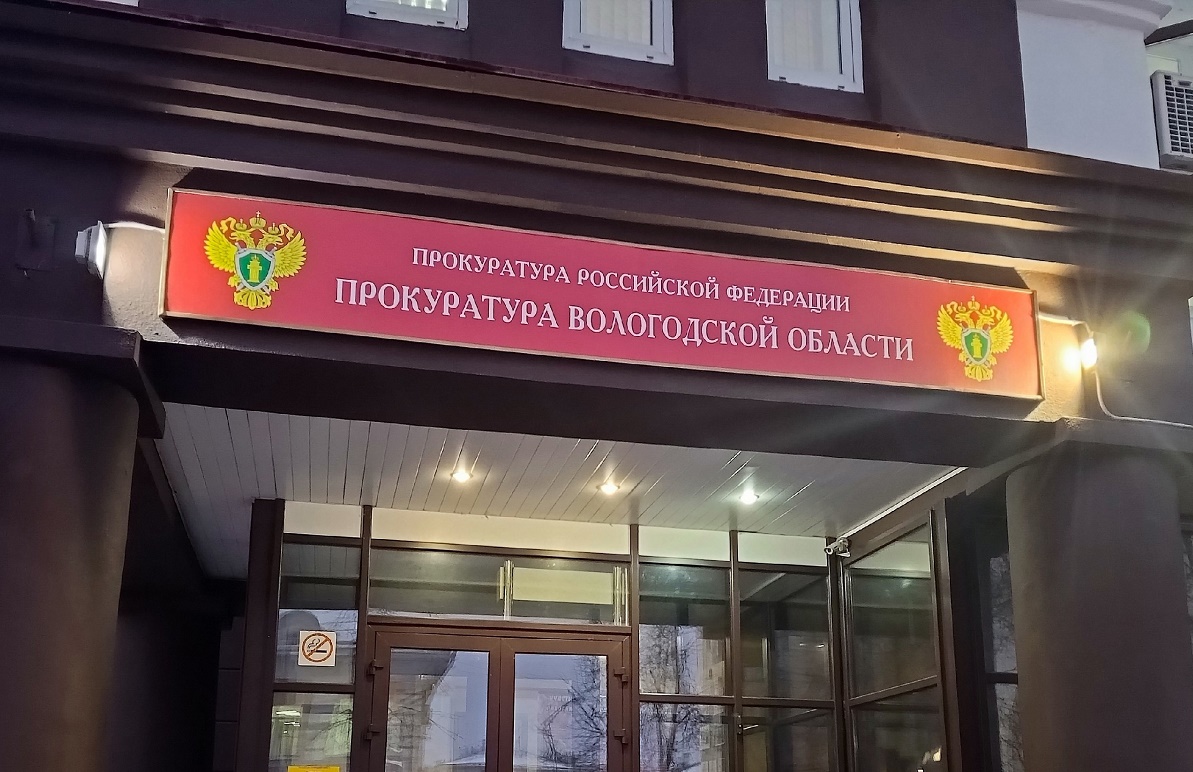 ПРОКУРАТУРА РОССИЙСКОЙ ФЕДЕРАЦИИ
ПРОКУРАТУРА ВОЛОГОДСКОЙ ОБЛАСТИ